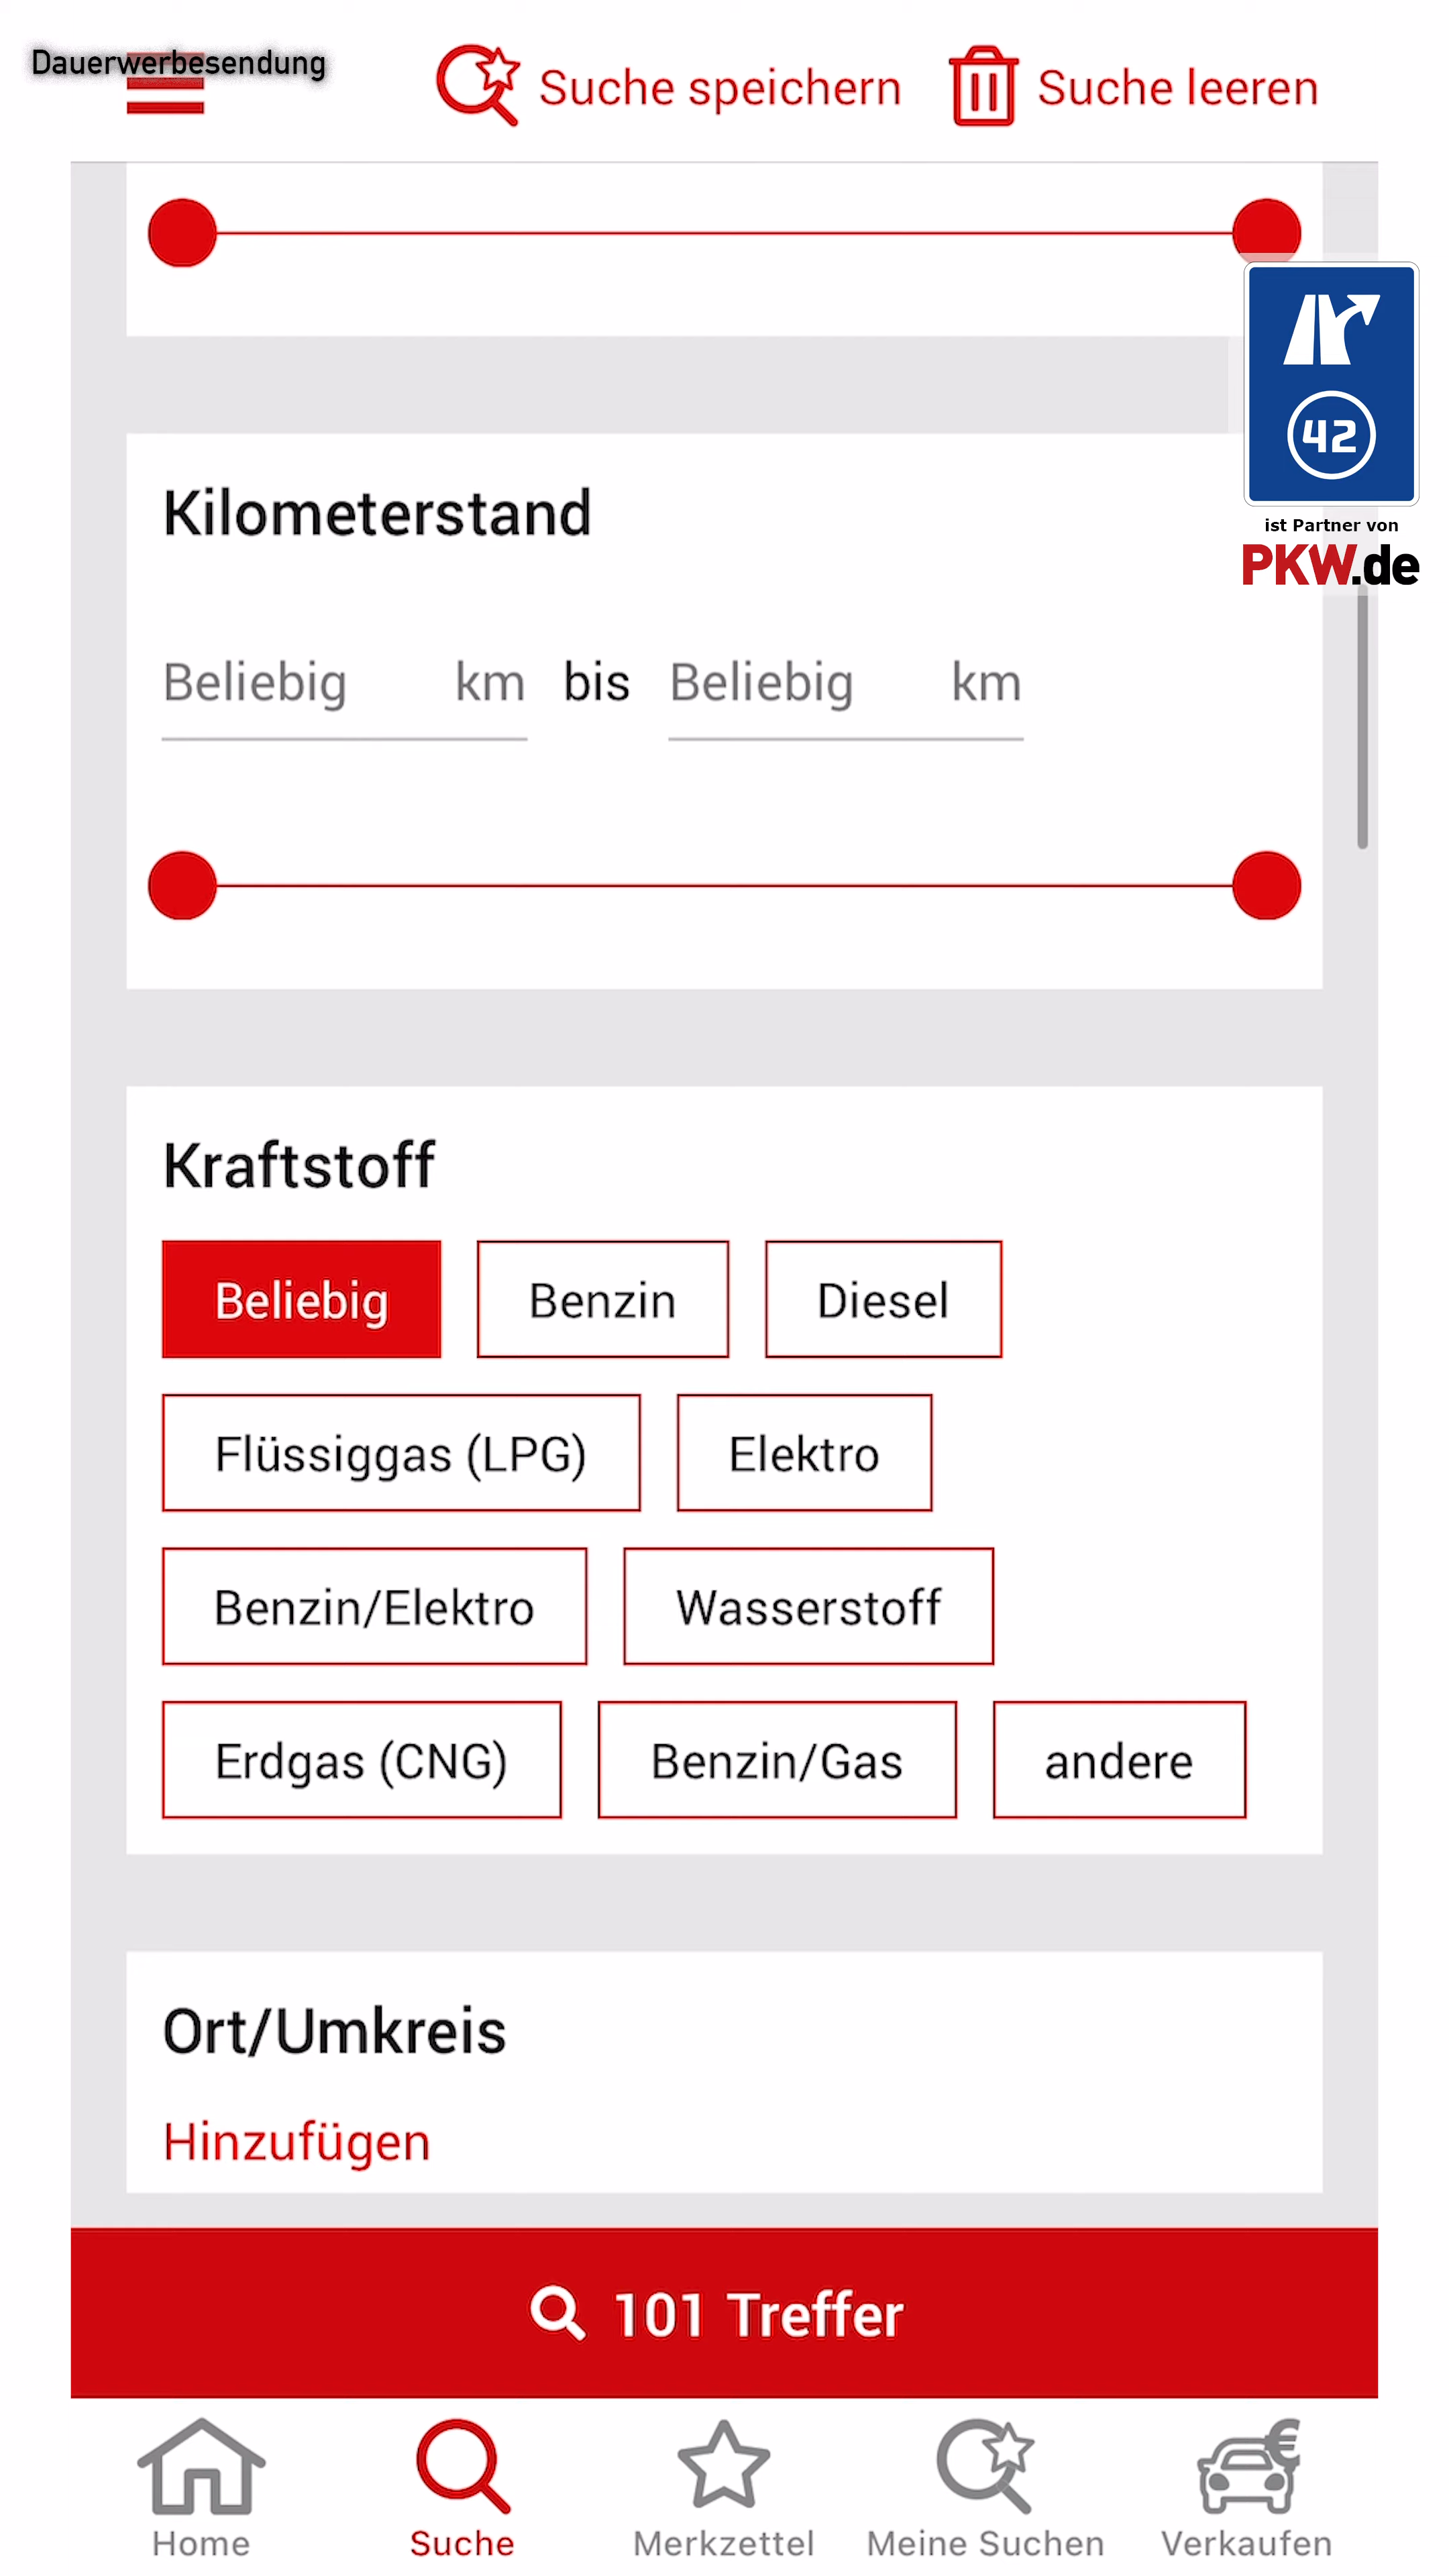 Dauerwerbesendung
Suche speichern
Suche leeren
42
ist Partner von
PKW.de
Kilometerstand
Beliebig km bis Beliebig km
Kraftstoff
Beliebig Benzin Diesel
Flüssiggas (LPG) Elektro
Benzin/Elektro Wasserstoff
Erdgas (CNG) Benzin/Gas andere
Ort/Umkreis
Hinzufügen
101 Treffer
Home Suche Merkzettel Meine Suchen Verkaufen